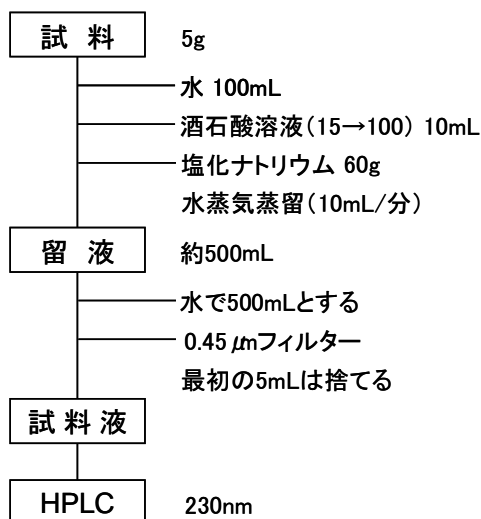 試 料 5g
水 100mL
酒石酸溶液(15→100) 10mL
塩化ナトリウム 60g
水蒸気蒸留(10mL/分)
留 液 約500mL
水で500mLとする
0.45 μmフィルター
最初の5mLは捨てる
試 料 液
HPLC 230nm